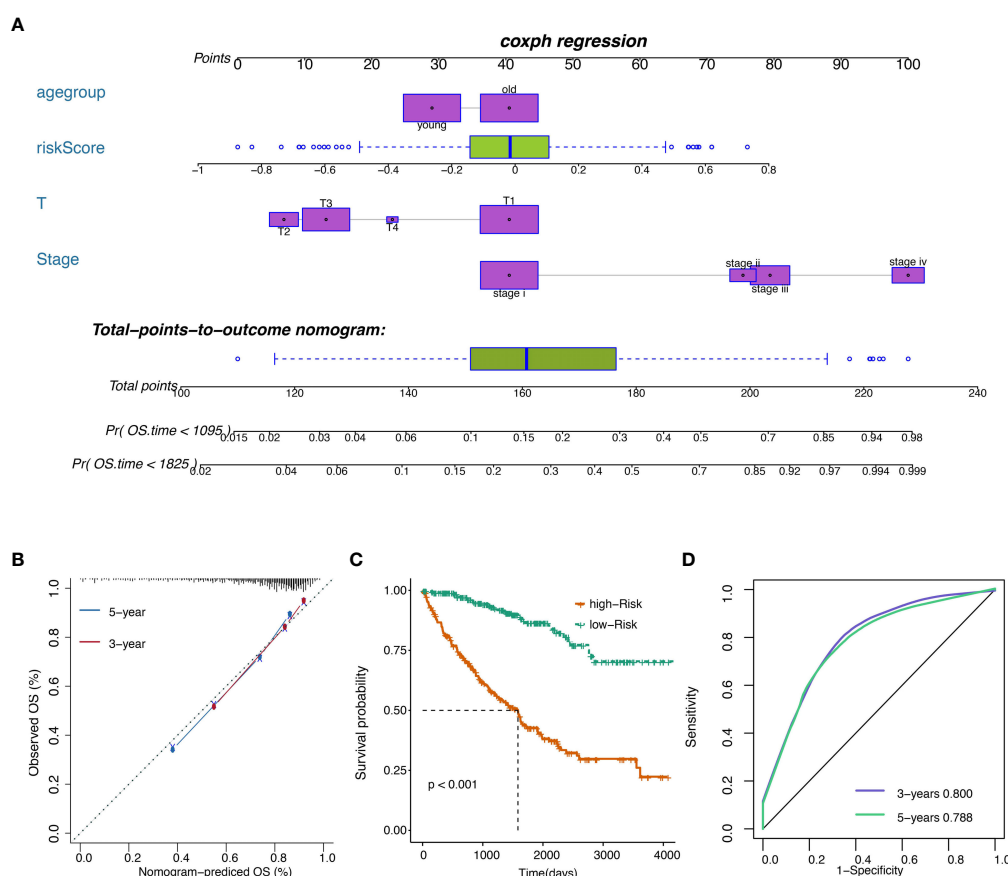 A
coxph regression
Points 0 10 20 30 40 50 60 70 80 90 100
agegroup
old
young
riskScore
−1 −0.8 −0.6 −0.4 −0.2 0 0.2 0.4 0.6 0.8
T
T3 T1
T2 T4
Stage
stage ii stage iv
stage i stage iii
Total−points−to−outcome nomogram:
Total points 100 120 140 160 180 200 220 240
Pr( OS.time < 1095 ) 0.015 0.02 0.03 0.04 0.06 0.1 0.15 0.2 0.3 0.4 0.5 0.7 0.85 0.94 0.98
Pr( OS.time < 1825 ) 0.02 0.04 0.06 0.1 0.15 0.2 0.3 0.4 0.5 0.7 0.85 0.92 0.97 0.994 0.999
B
Observed OS (%)
1.0
0.8
0.6
0.4
0.2
0.0
5−year
3−year
0.0 0.2 0.4 0.6 0.8 1.0
Nomogram−prediced OS (%)
C
Survival probability
1.00
0.75
0.50
0.25
0.00
high−Risk
low−Risk
p < 0.001
0 1000 2000 3000 4000
Time(days)
D
Sensitivity
1.0
0.8
0.6
0.4
0.2
0.0
3−years 0.800
5−years 0.788
0.0 0.2 0.4 0.6 0.8 1.0
1−Specificity